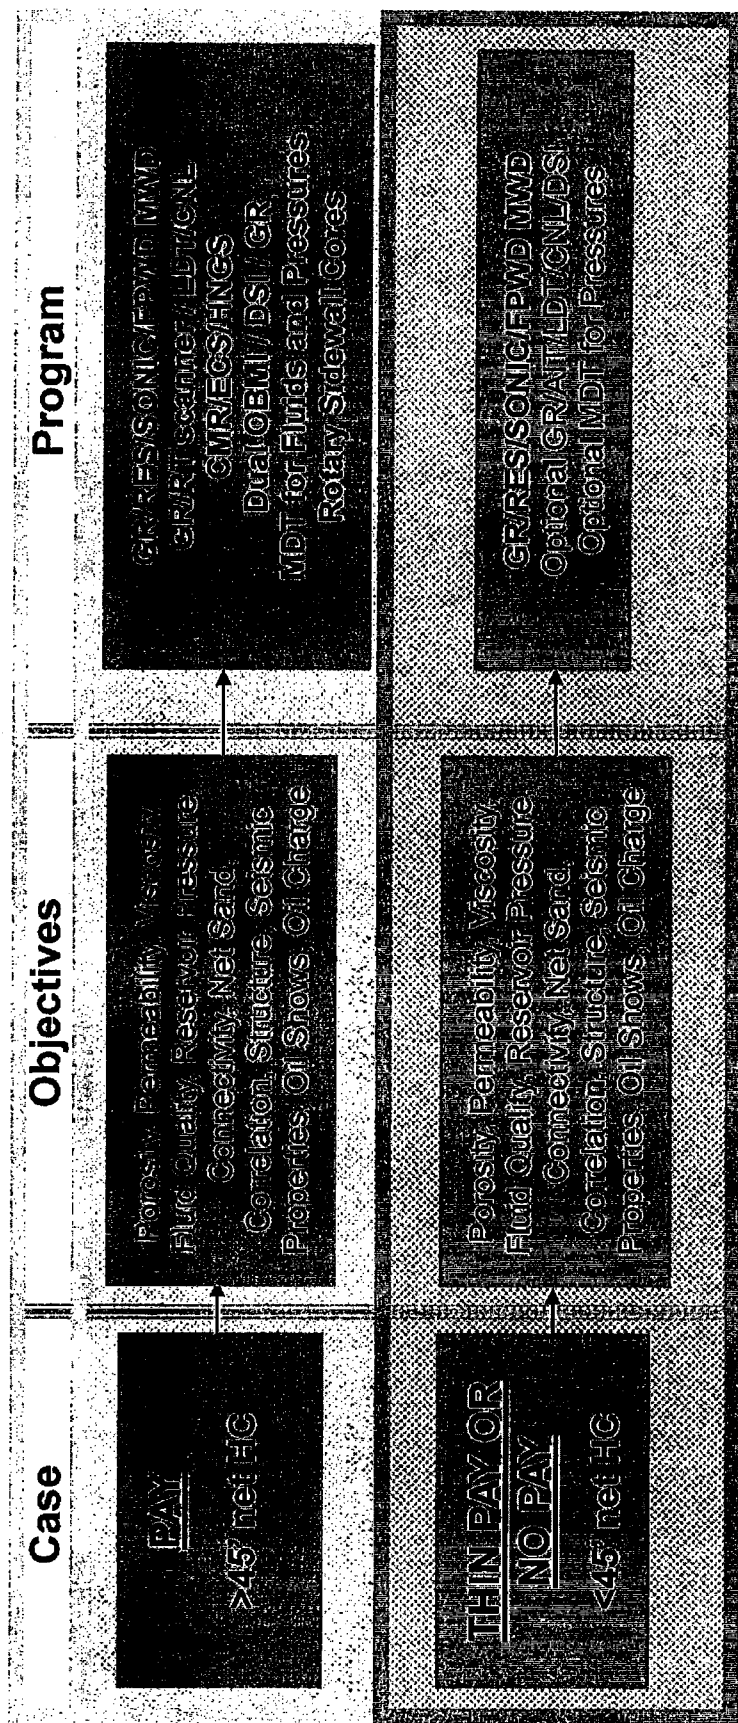 Case
Objectives
Program
PAY
>45' net HC
Porosity, Permeability, Viscosity,
Fluid Quality, Reservoir Pressure
Connectivity, Net Sand,
Correlation, Structure, Seismic
Properties, Oil Shows, Oil Charge
GR/RES/SONIC/FPWD MWD
GR/RT scanner / LDT/CNL
CMR/ECS/HNGS
Dual OBMI / DSI / GR
MDT for Fluids and Pressures
Rotary Sidewall Cores
THIN PAY OR
NO PAY
<45' net HC
Porosity, Permeability, Viscosity
Fluid Quality, Reservoir Pressure
Connectivity, Net Sand,
Correlation, Structure, Seismic
Properties, Oil Shows, Oil Charge
GR/RES/SONIC/FPWD MWD
Optional GR/AIT/LDT/CNL/DSI
Optional MDT for Pressures